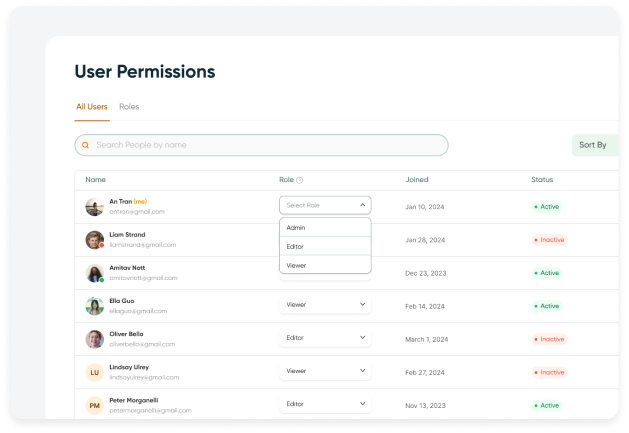 User Permissions
All Users Roles
Search People by name
Sort By
Name Role ? Joined Status
An Tran (me) Select Role Jan 10, 2024 Active
antran@gmail.com
Admin
Liam Strand Jan 28, 2024 Inactive
liamstrand@gmail.com
Editor
Viewer
Amitav Nott Dec 23, 2023 Active
amitavnott@gmail.com
Ella Guo Viewer Feb 14, 2024 Active
ellaguo@gmail.com
Oliver Bello Editor March 1, 2024 Inactive
oliverbello@gmail.com
LU Lindsay Ulrey Viewer Feb 27, 2024 Inactive
lindsayulrey@gmail.com
PM Peter Morganelli Editor Nov 13, 2023 Active
petermorganelli@gmail.com